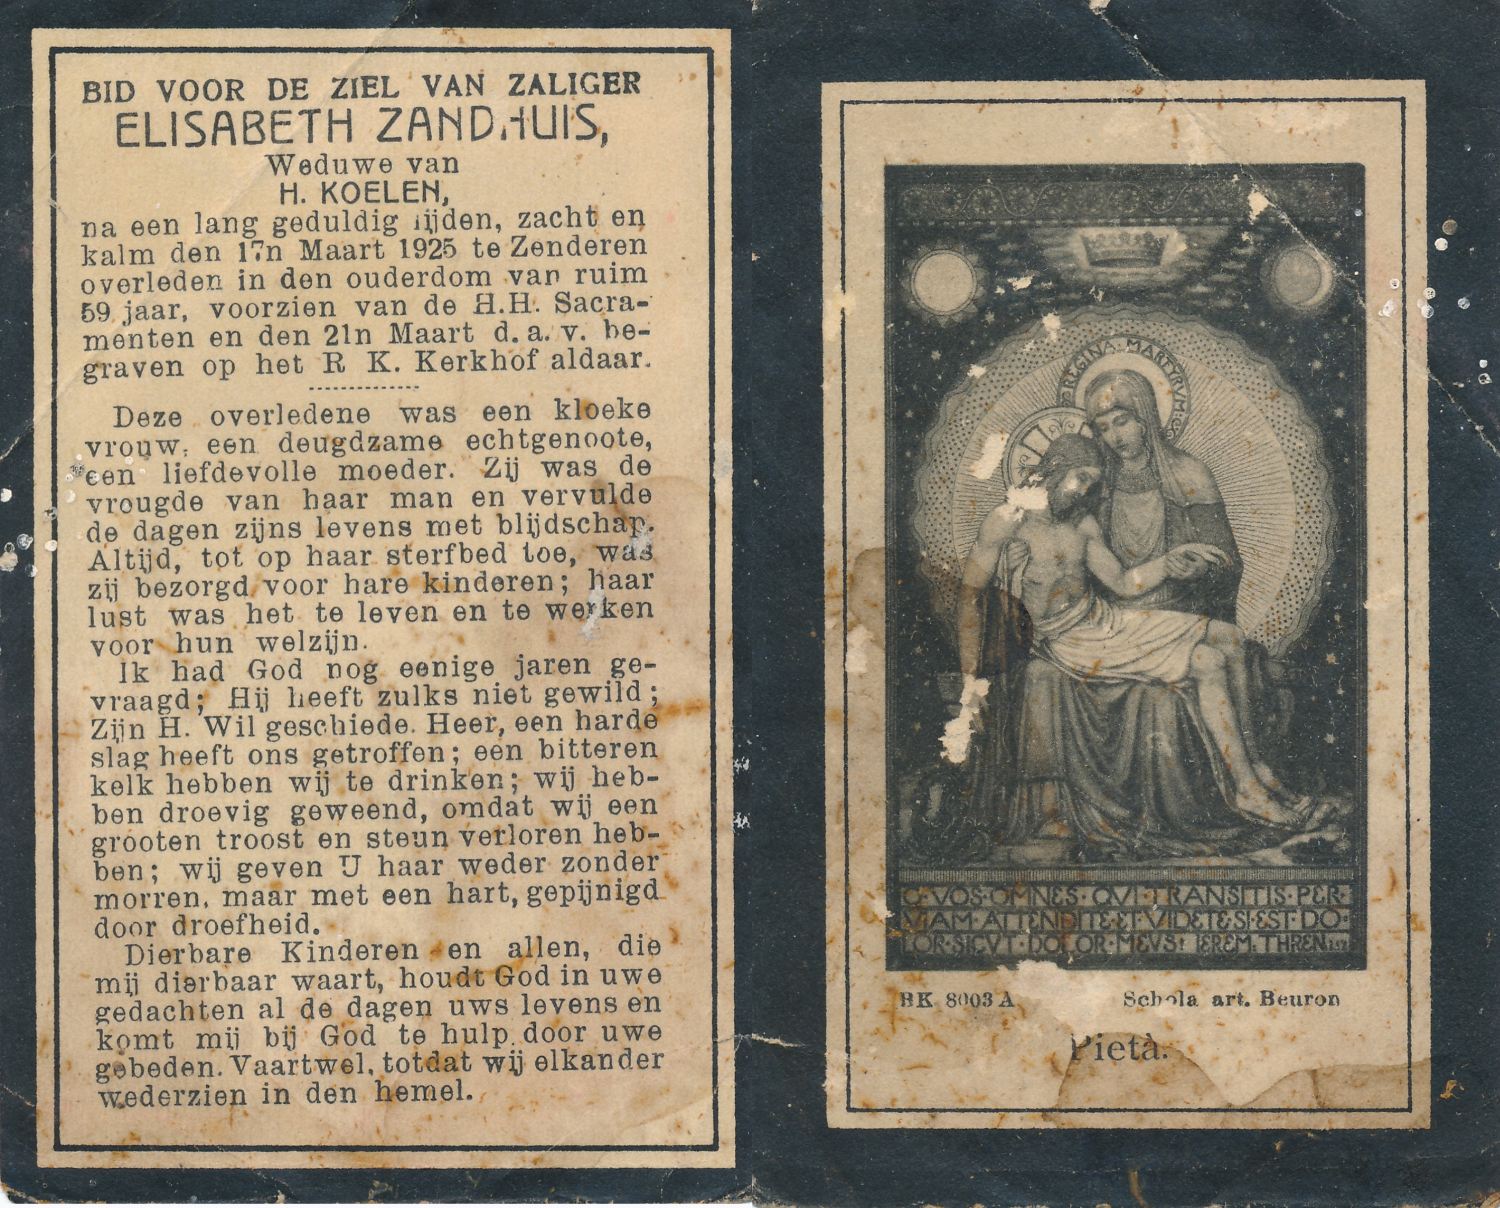 BID VOOR DE ZIEL VAN ZALIGER
ELISABETH ZANDHUIS,
Weduwe van
H. KOELEN,
na een lang geduldig lijden, zacht en
kalm den 17n Maart 1925 te Zenderen
overleden in den ouderdom van ruim
59 jaar, voorzien van de H.H. Sacra-
menten en den 21n Maart d. a. v. be-
graven op het R K. Kerkhof aldaar.
Deze overledene was een kloeke
vrouw, een deugdzame echtgenoote,
een liefdevolle moeder. Zij was de
vreugde van haar man en vervulde
de dagen zijns levens met blijdschap.
Altijd, tot op haar sterfbed toe, was
zij bezorgd voor hare kinderen; haar
lust was het te leven en te werken
voor hun welzijn.
Ik had God nog eenige jaren ge-
vraagd; Hij heeft zulks niet gewild;
Zijn H. Wil geschiede. Heer, een harde
slag heeft ons getroffen; een bitteren
kelk hebben wij te drinken; wij heb-
ben droevig geweend, omdat wij een
grooten troost en steun verloren heb-
ben; wij geven U haar weder zonder
morren, maar met een hart, gepijnigd
door droefheid.
Dierbare Kinderen en allen, die
mij dierbaar waart, houdt God in uwe
gedachten al de dagen uws levens en
komt mij bij God te hulp door uwe
gebeden. Vaartwel, totdat wij elkander
wederzien in den hemel.
REGINA·MARTYRUM
O·VOS·OMNES·QVI·TRANSITIS·PER·
VIAM·ATTENDITE·ET·VIDETE·SI·EST·DO·
LOR·SICVT·DOLOR·MEVS! IEREM·THREN
BK 8003 A Schola art. Beuron
Pietà.